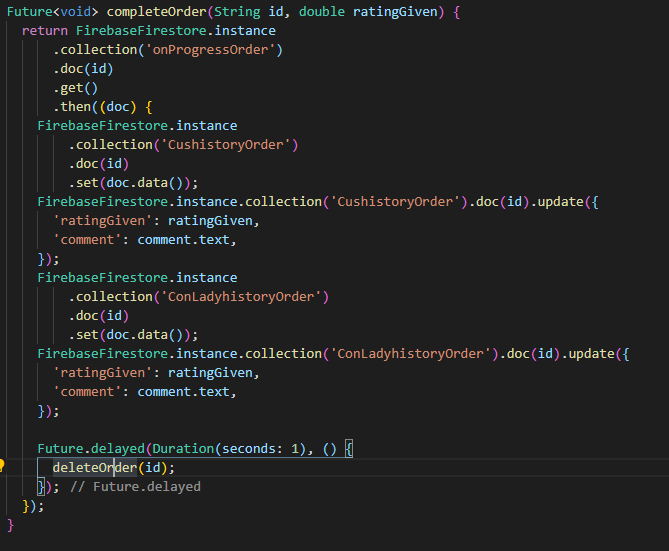 Future<void> completeOrder(String id, double ratingGiven) {
  return FirebaseFirestore.instance
      .collection('onProgressOrder')
      .doc(id)
      .get()
      .then((doc) {
    FirebaseFirestore.instance
        .collection('CushistoryOrder')
        .doc(id)
        .set(doc.data());
    FirebaseFirestore.instance.collection('CushistoryOrder').doc(id).update({
      'ratingGiven': ratingGiven,
      'comment': comment.text,
    });
    FirebaseFirestore.instance
        .collection('ConLadyhistoryOrder')
        .doc(id)
        .set(doc.data());
    FirebaseFirestore.instance.collection('ConLadyhistoryOrder').doc(id).update({
      'ratingGiven': ratingGiven,
      'comment': comment.text,
    });

    Future.delayed(Duration(seconds: 1), () {
      deleteOrder(id);
    }); // Future.delayed
  });
}